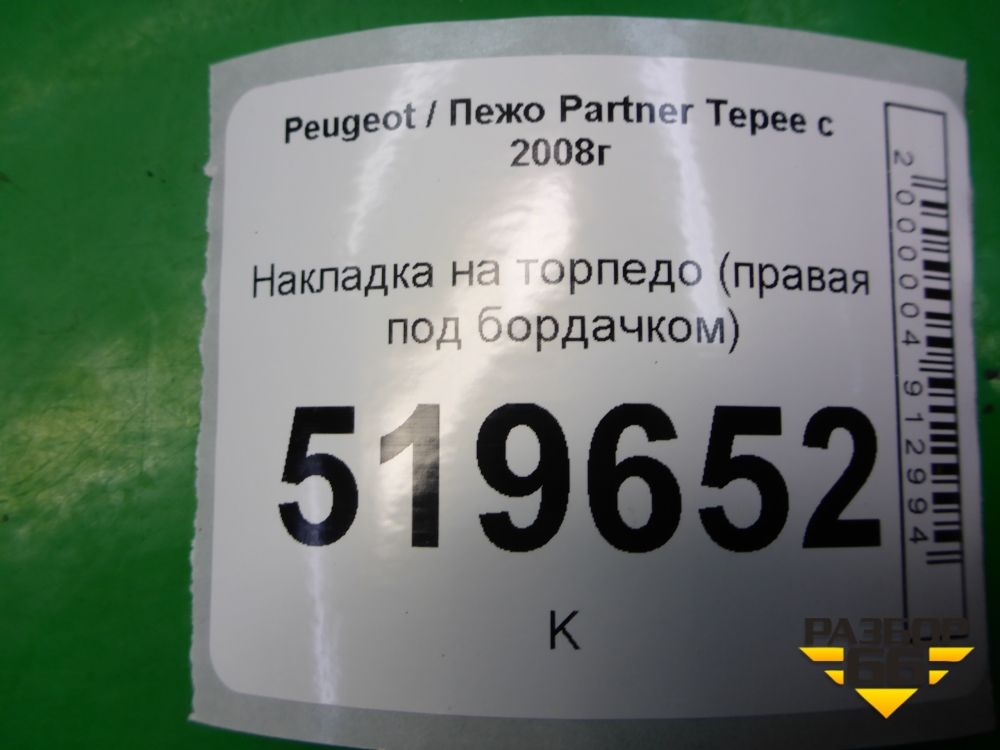 Peugeot / Пежо Partner Tepee с
2008г
Накладка на торпедо (правая
под бордачком)
519652
К
2000004912994
РАЗБОР
66